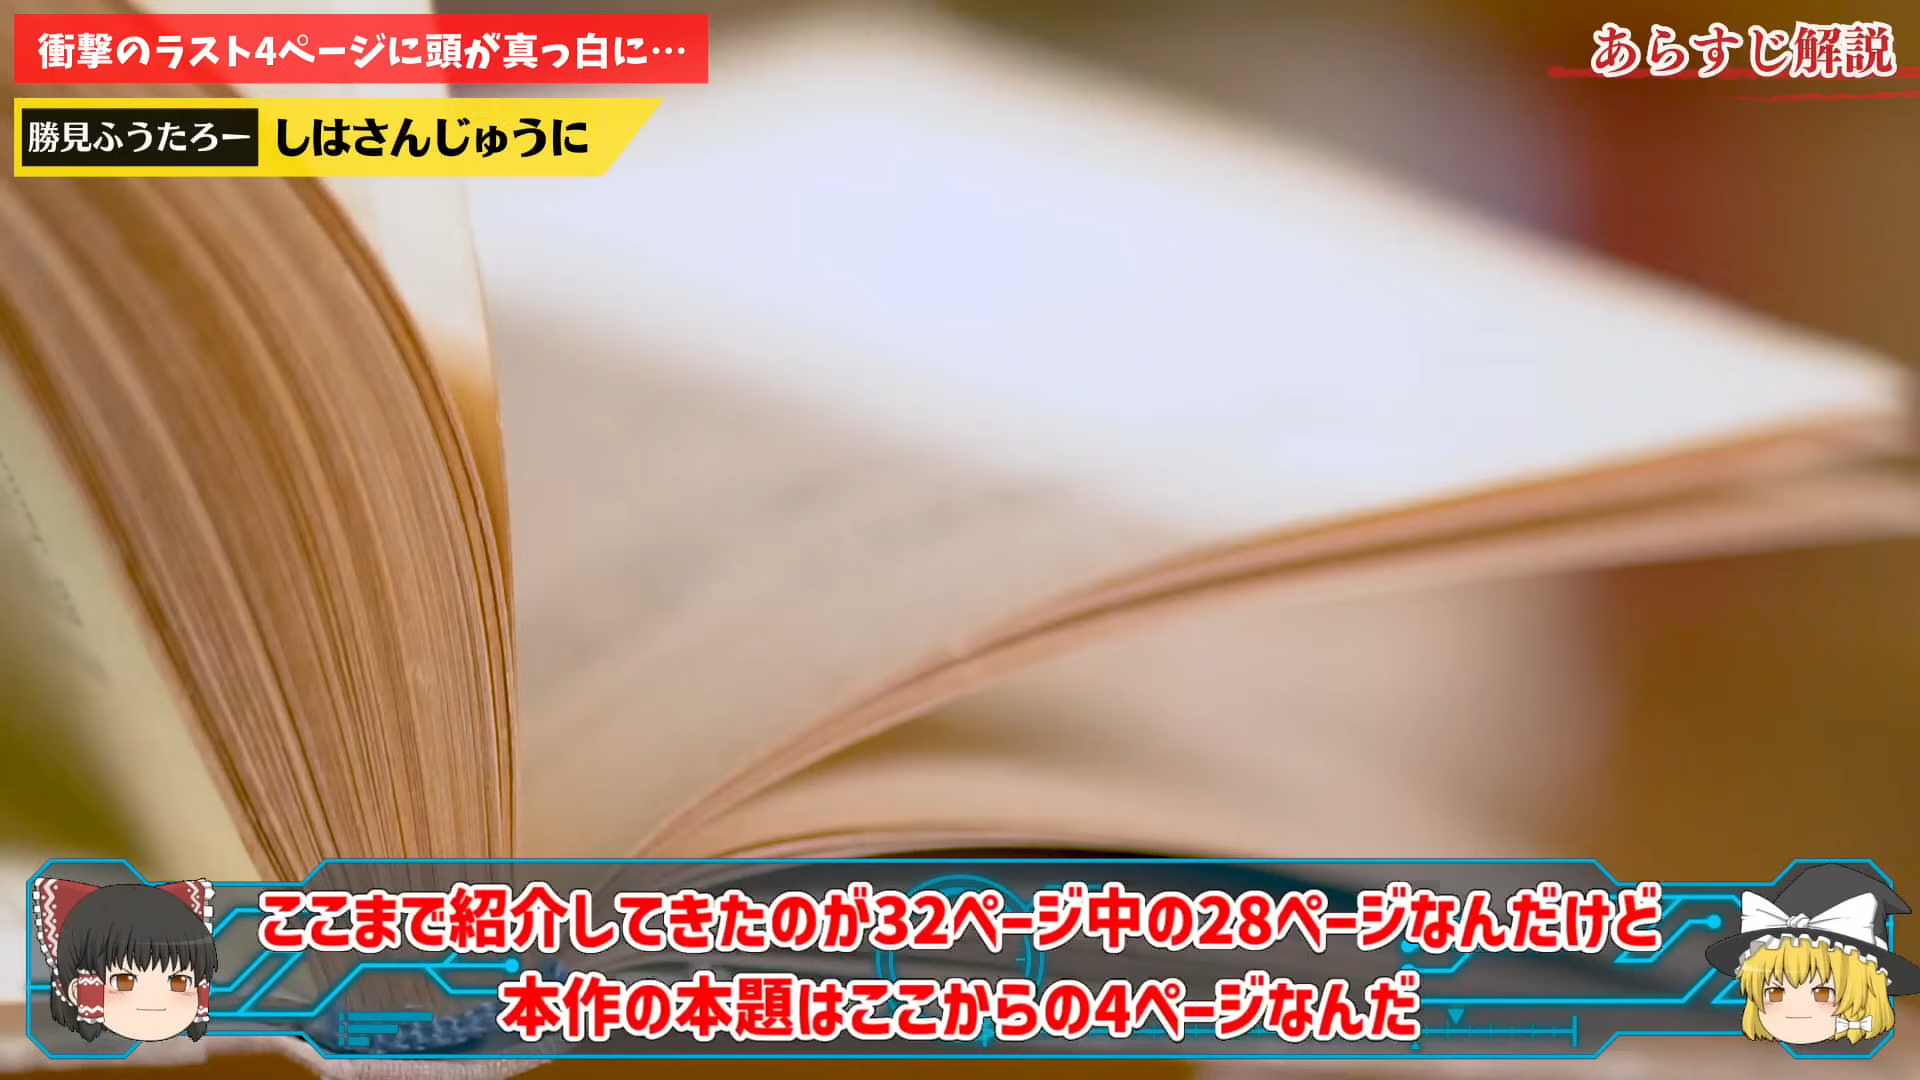 衝撃のラスト4ページに頭が真っ白に…
あらすじ解説
勝見ふうたろー しはさんじゅうに
ここまで紹介してきたのが32ページ中の28ページなんだけど
本作の本題はここからの4ページなんだ